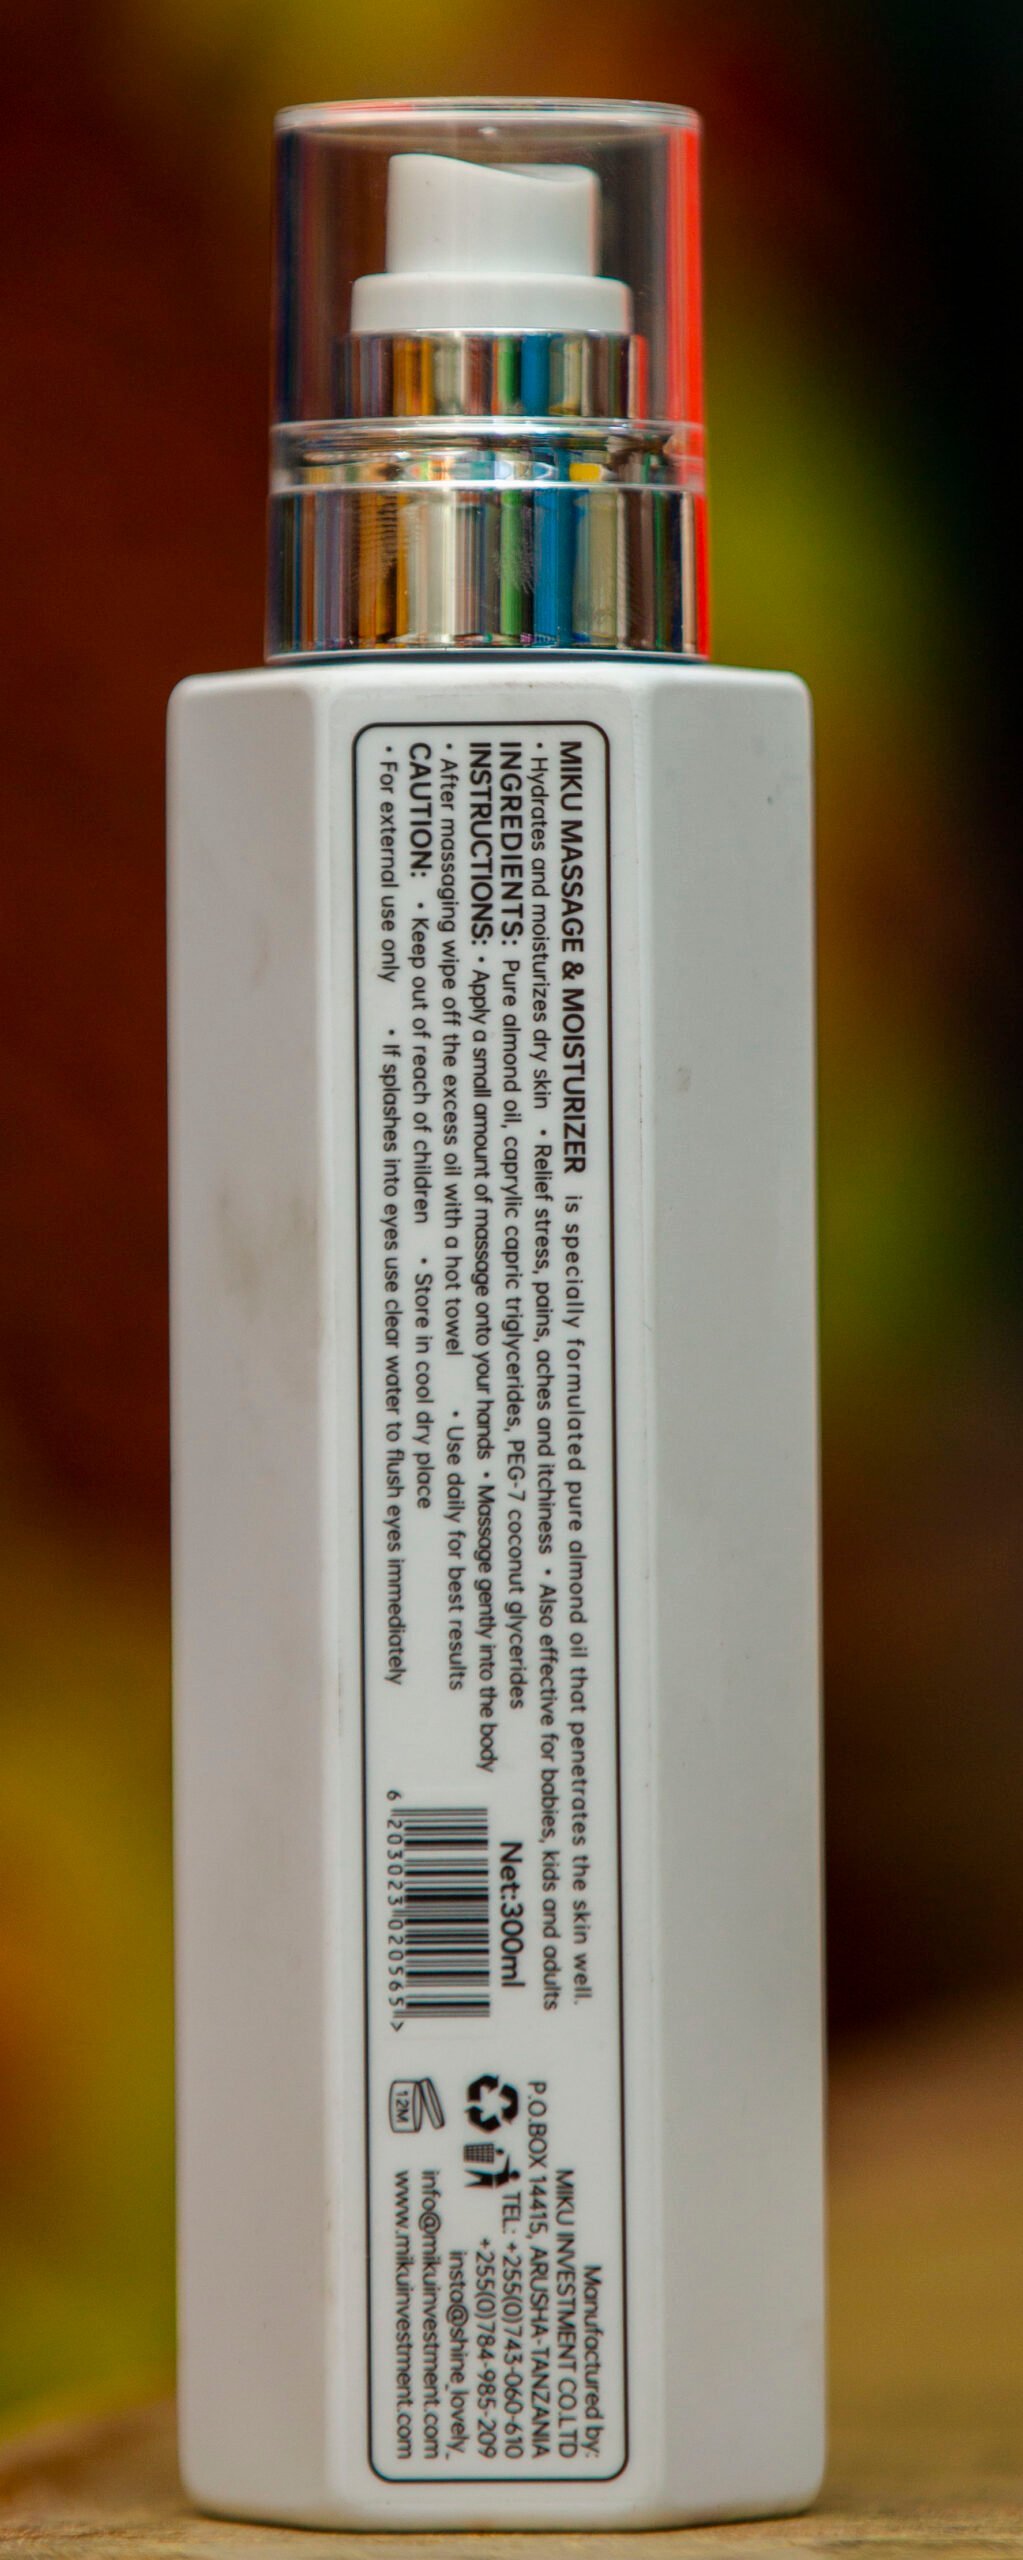 MIKU MASSAGE & MOISTURIZER is specially formulated pure almond oil that penetrates the skin well.
• Hydrates and moisturizes dry skin • Relief stress, pains, aches and itchiness • Also effective for babies, kids and adults
INGREDIENTS: Pure almond oil, caprylic capric triglycerides, PEG-7 coconut glycerides
INSTRUCTIONS: • Apply a small amount of massage onto your hands • Massage gently into the body
• After massaging wipe off the excess oil with a hot towel • Use daily for best results
CAUTION: • Keep out of reach of children • Store in cool dry place
• For external use only • If splashes into eyes use clear water to flush eyes immediately
Net:300ml
6 203023 020565 >
12M
Manufactured by:
MIKU INVESTMENT CO.LTD
P.O.BOX 14415, ARUSHA-TANZANIA
TEL: +255(0)743-060-610
+255(0)784-985-209
insta@shine_lovely_
info@mikuinvestment.com
www.mikuinvestment.com